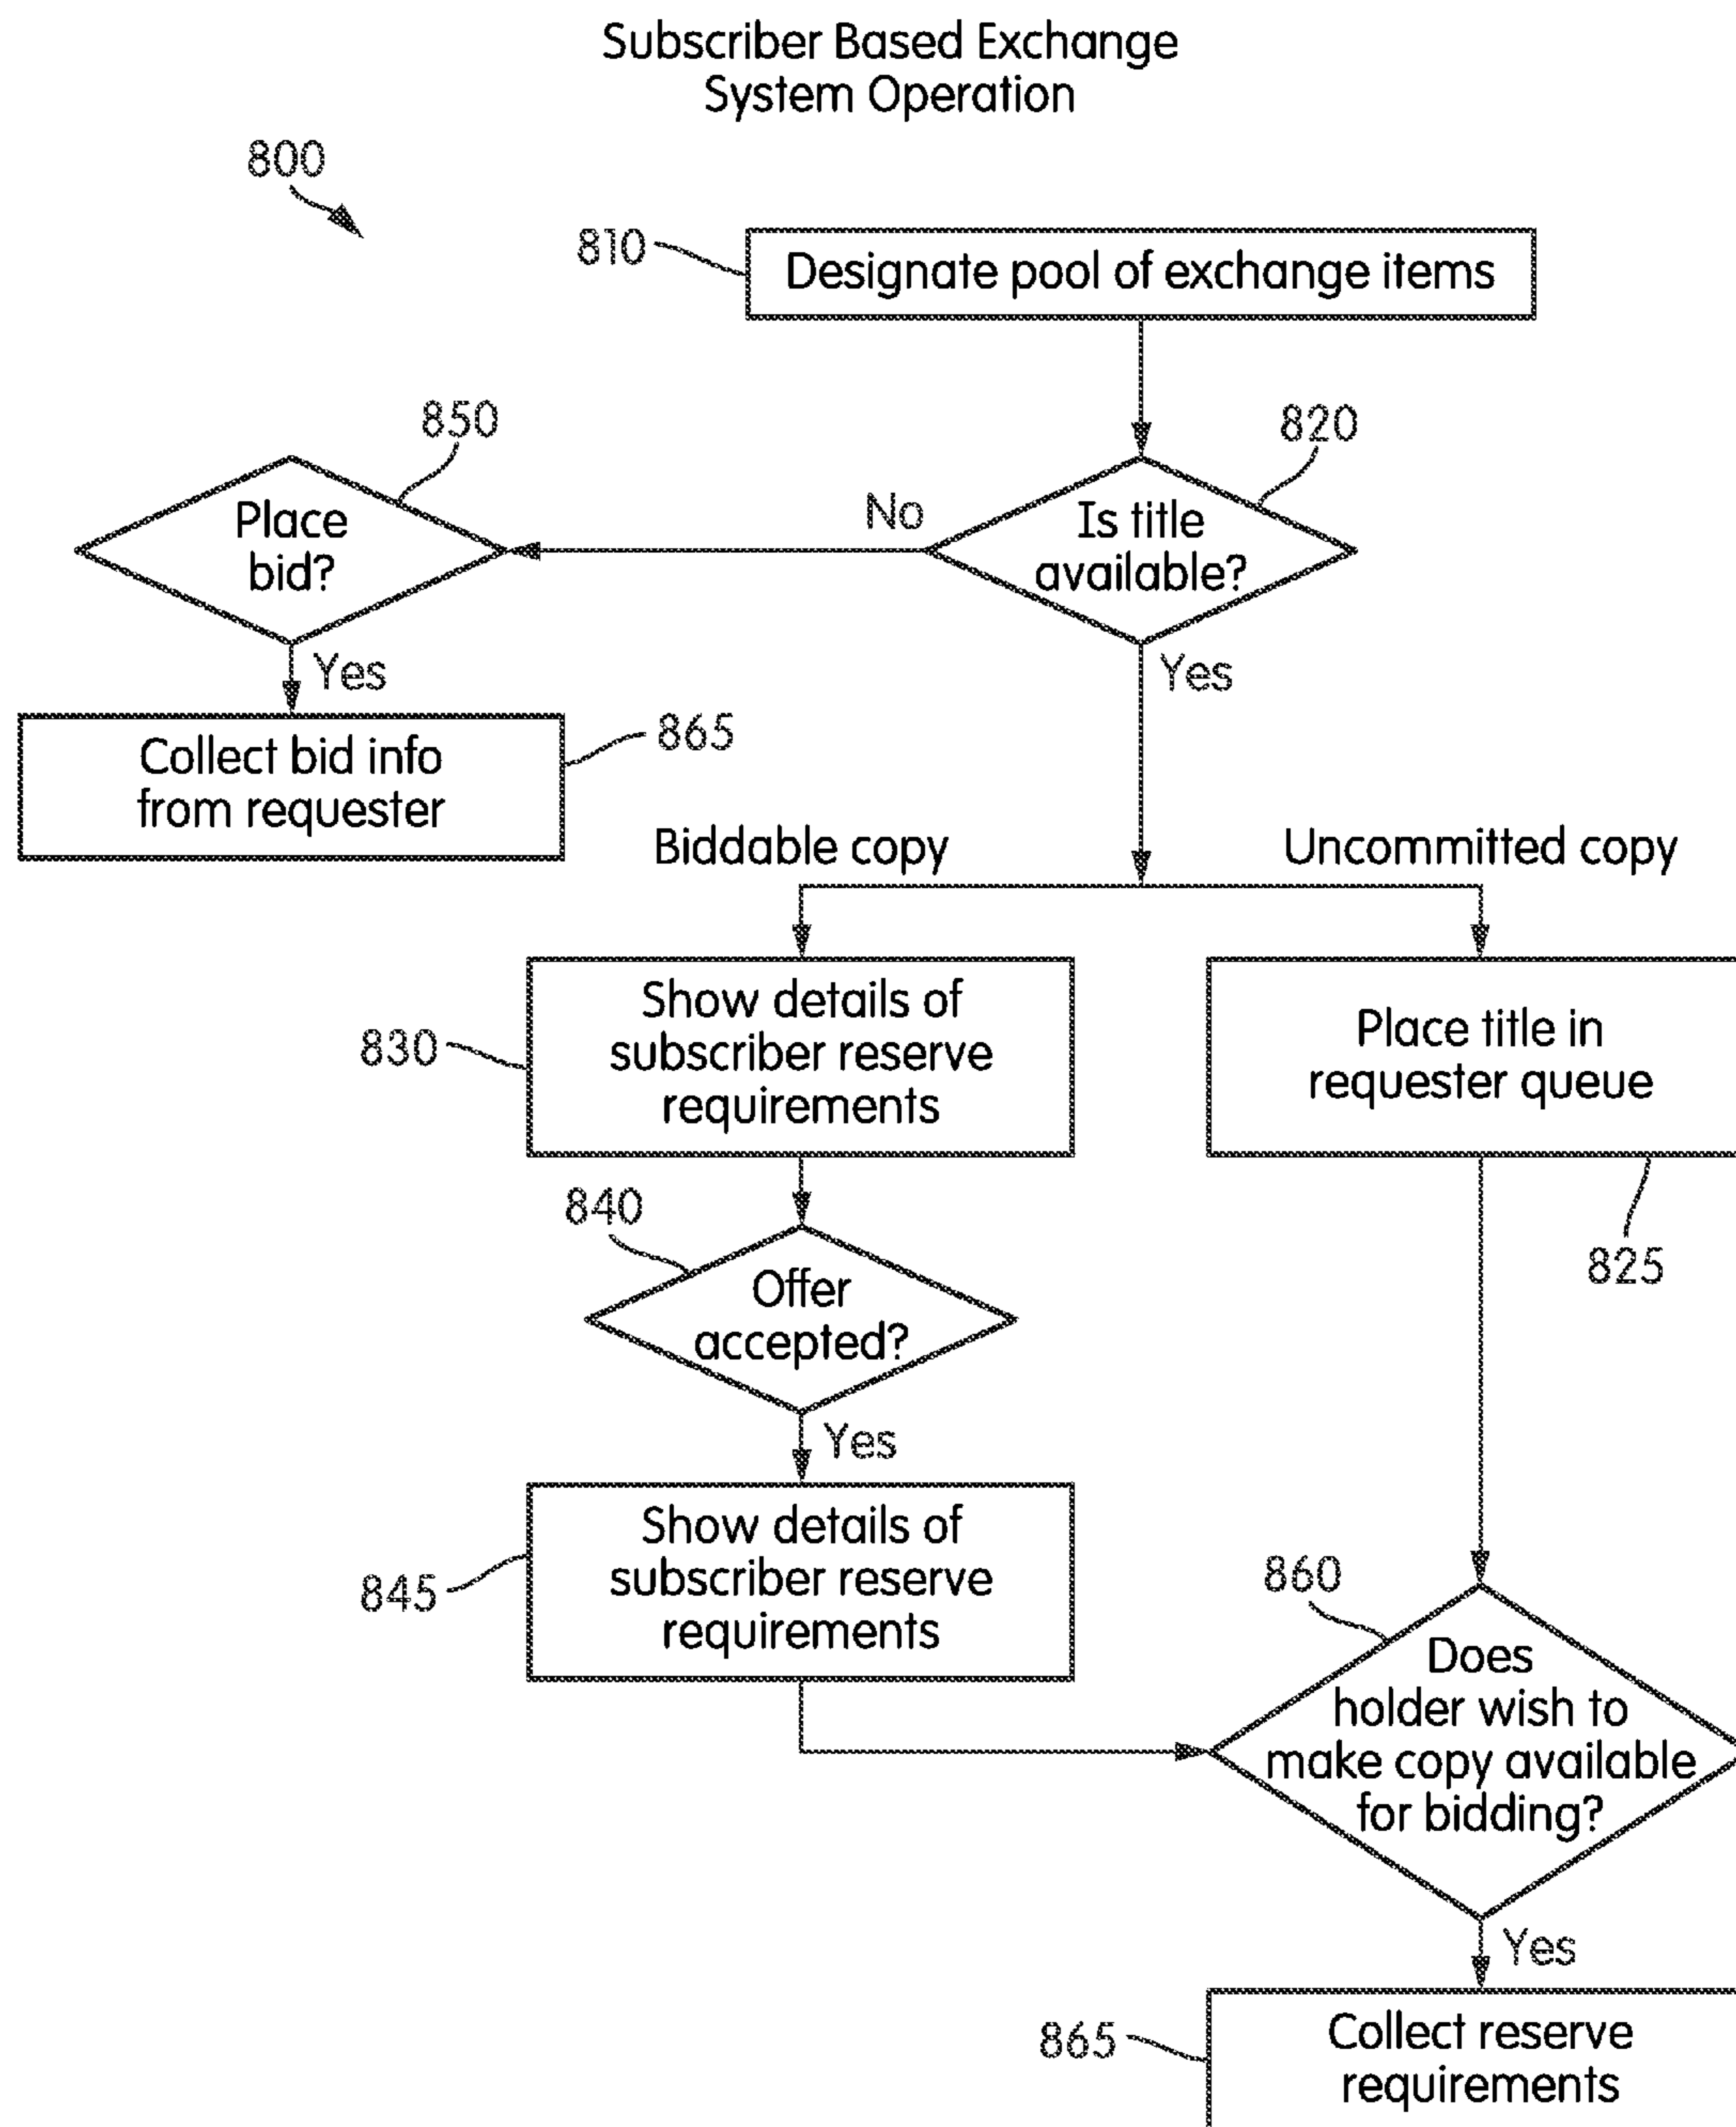 Subscriber Based Exchange
System Operation
800
810
Designate pool of exchange items
850
820
Place
bid?
No
Is title
available?
Yes
Yes
Collect bid info
from requester
865
Biddable copy
Uncommitted copy
830
Show details of
subscriber reserve
requirements
Place title in
requester queue
825
840
Offer
accepted?
Yes
845
Show details of
subscriber reserve
requirements
860
Does
holder wish to
make copy available
for bidding?
Yes
865
Collect reserve
requirements